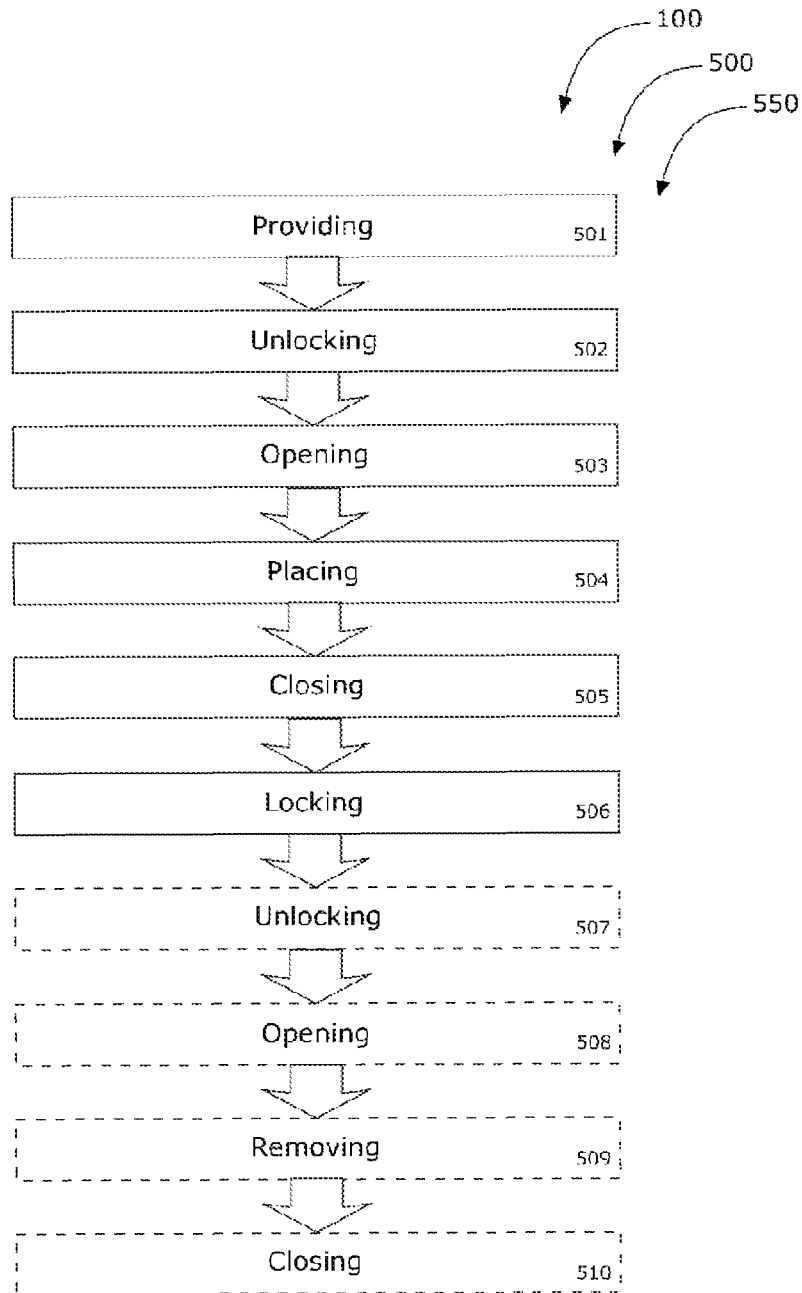 100
500
550
Providing 501
Unlocking 502
Opening 503
Placing 504
Closing 505
Locking 506
Unlocking 507
Opening 508
Removing 509
Closing 510